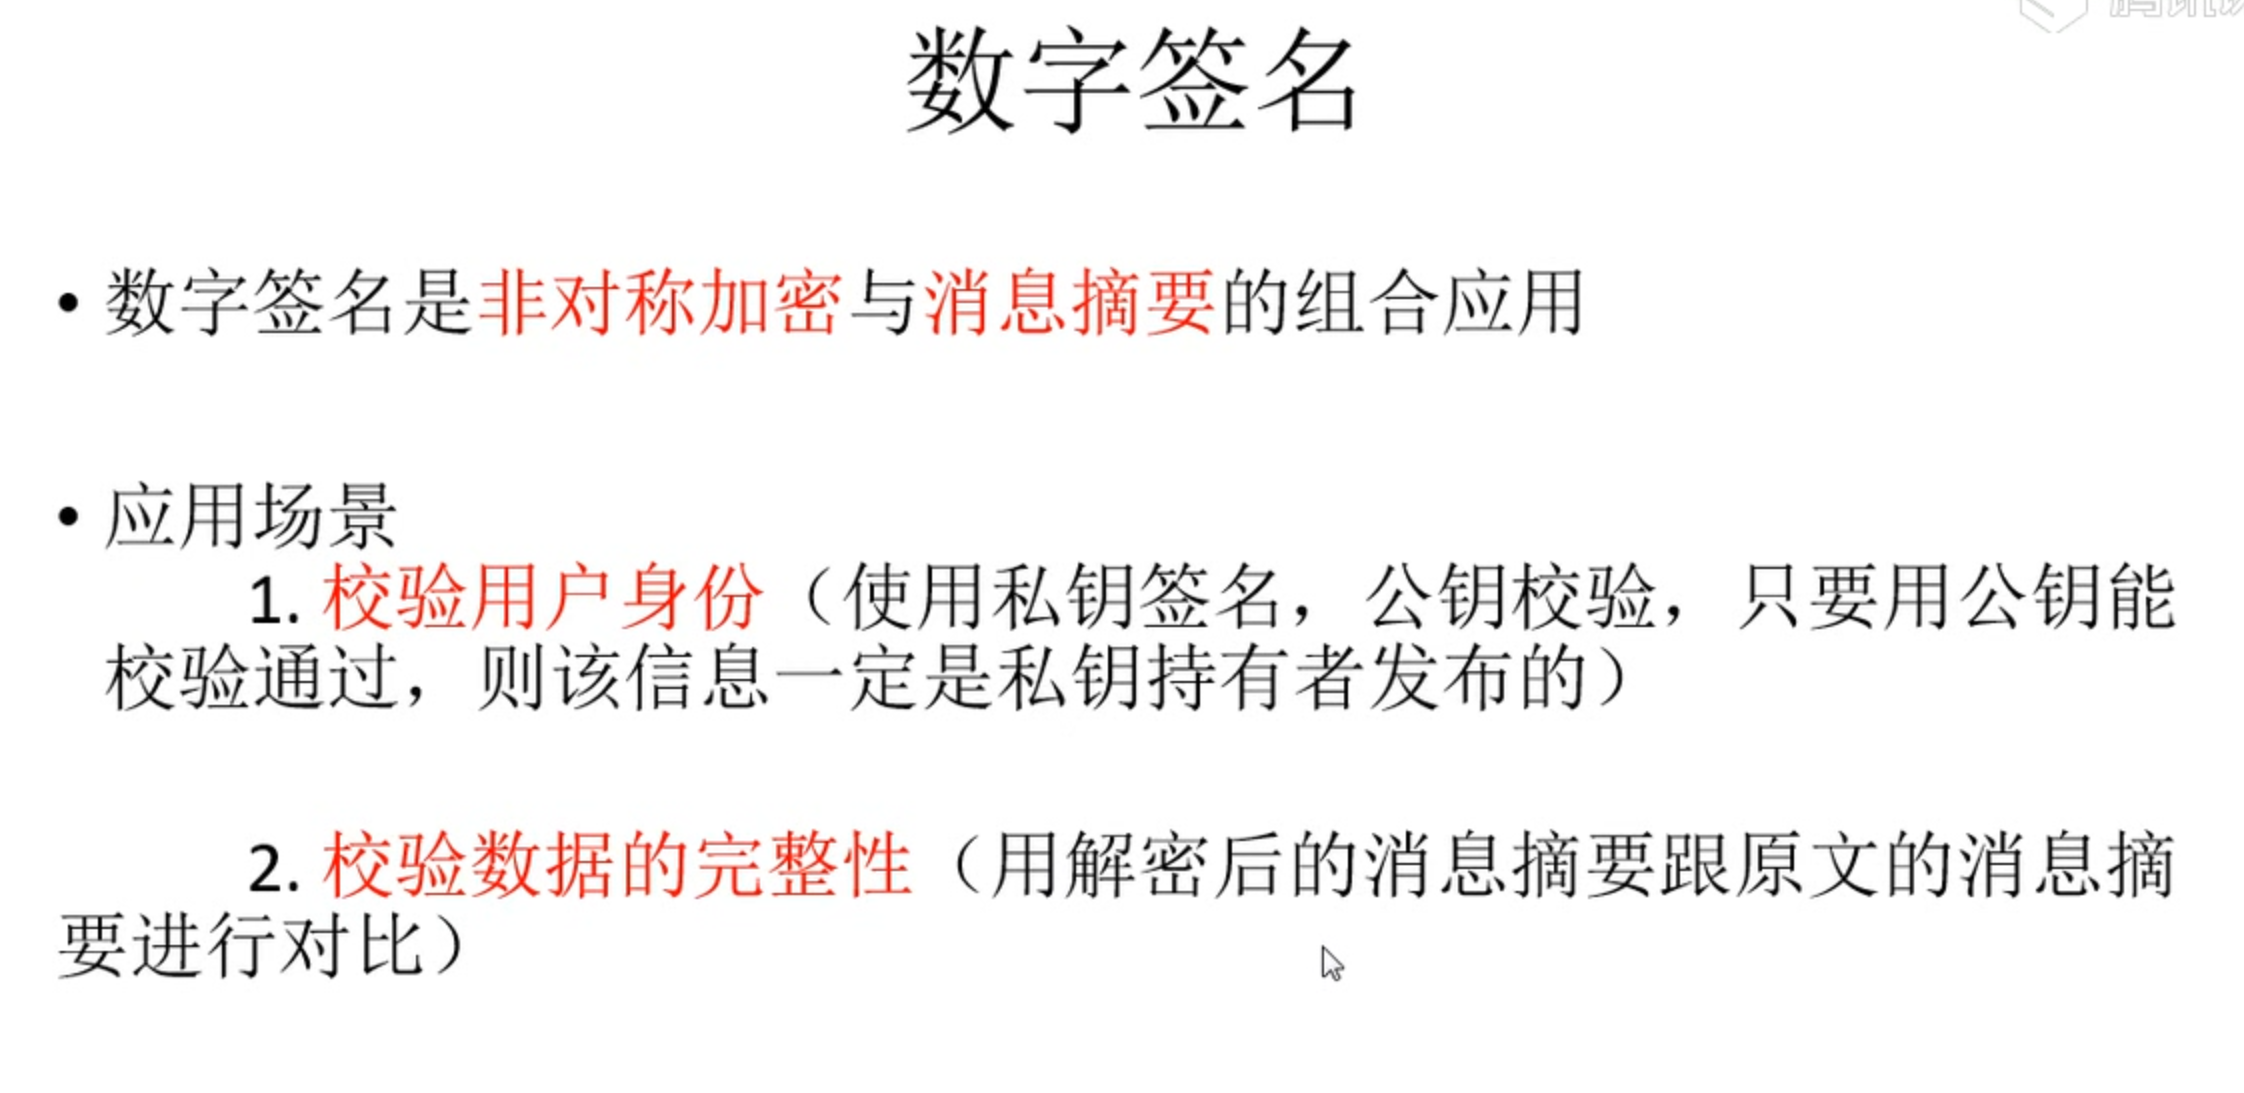 数字签名
• 数字签名是非对称加密与消息摘要的组合应用
• 应用场景
1. 校验用户身份（使用私钥签名，公钥校验，只要用公钥能
校验通过，则该信息一定是私钥持有者发布的）
2. 校验数据的完整性（用解密后的消息摘要跟原文的消息摘
要进行对比）